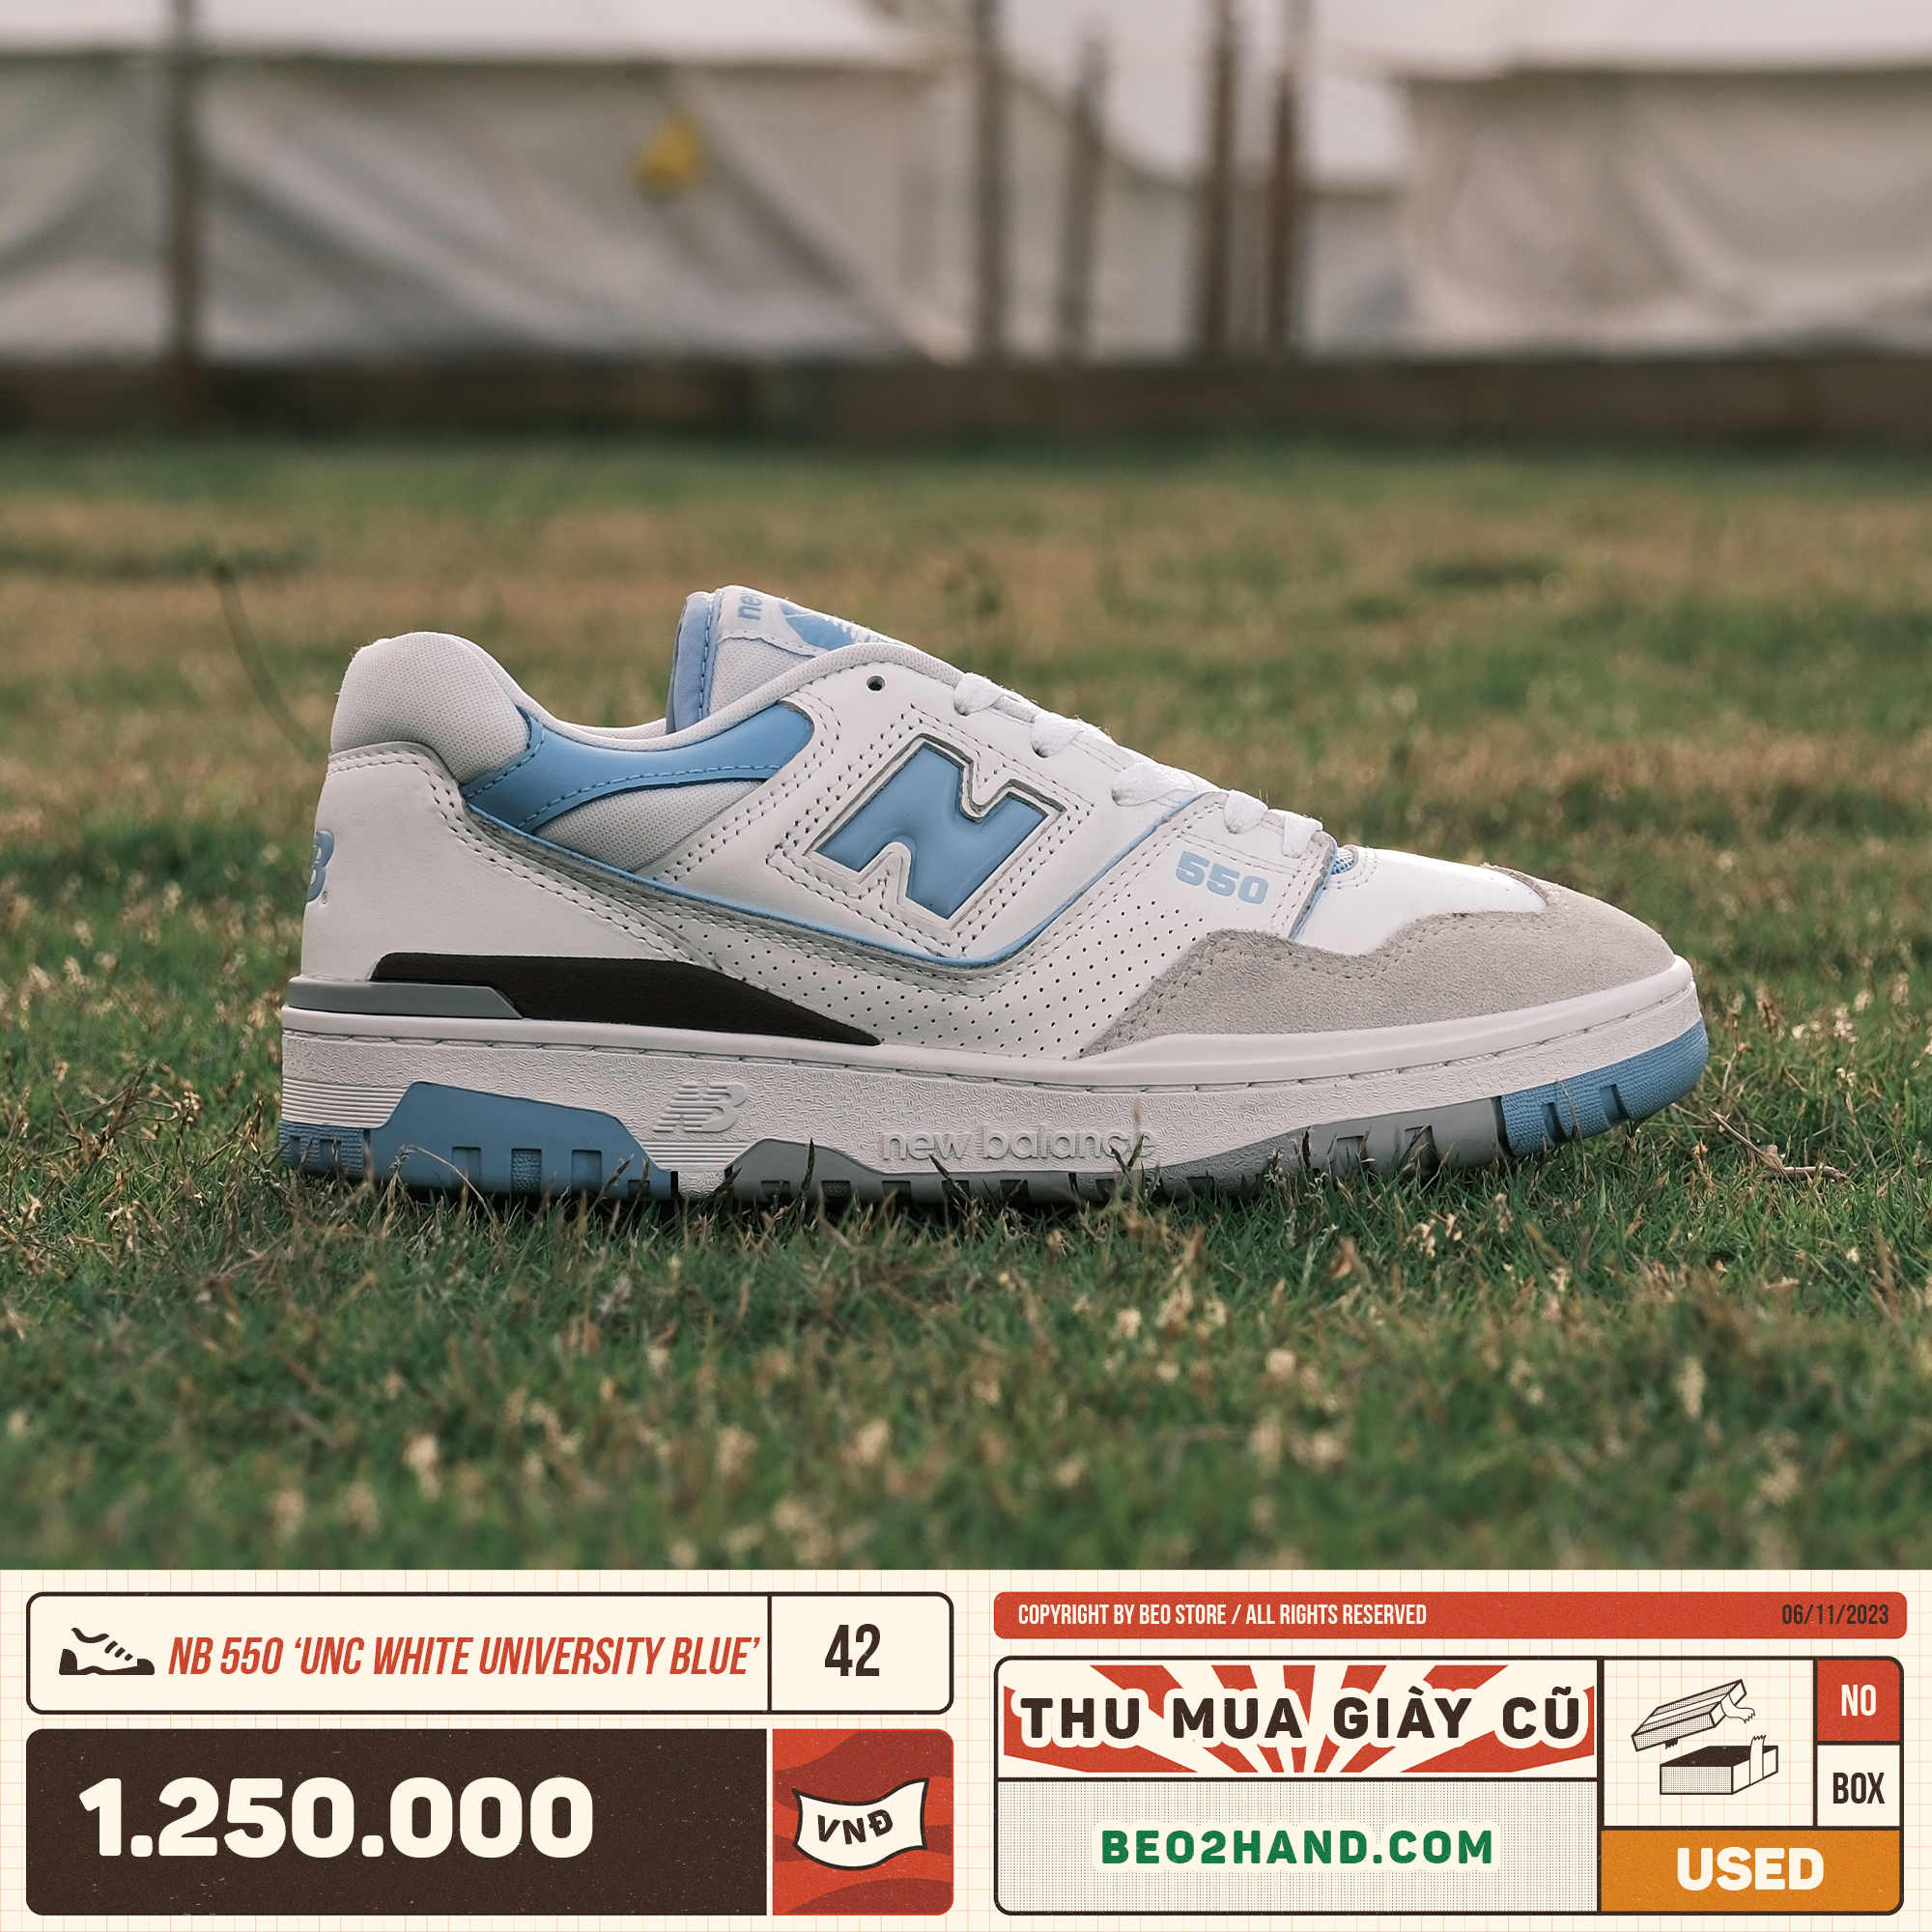 new
N
550
B
NB
new balance
NB 550 ‘UNC WHITE UNIVERSITY BLUE’
42
1.250.000
VNĐ
COPYRIGHT BY BEO STORE / ALL RIGHTS RESERVED
06/11/2023
THU MUA GIÀY CŨ
BEO2HAND.COM
NO
BOX
USED